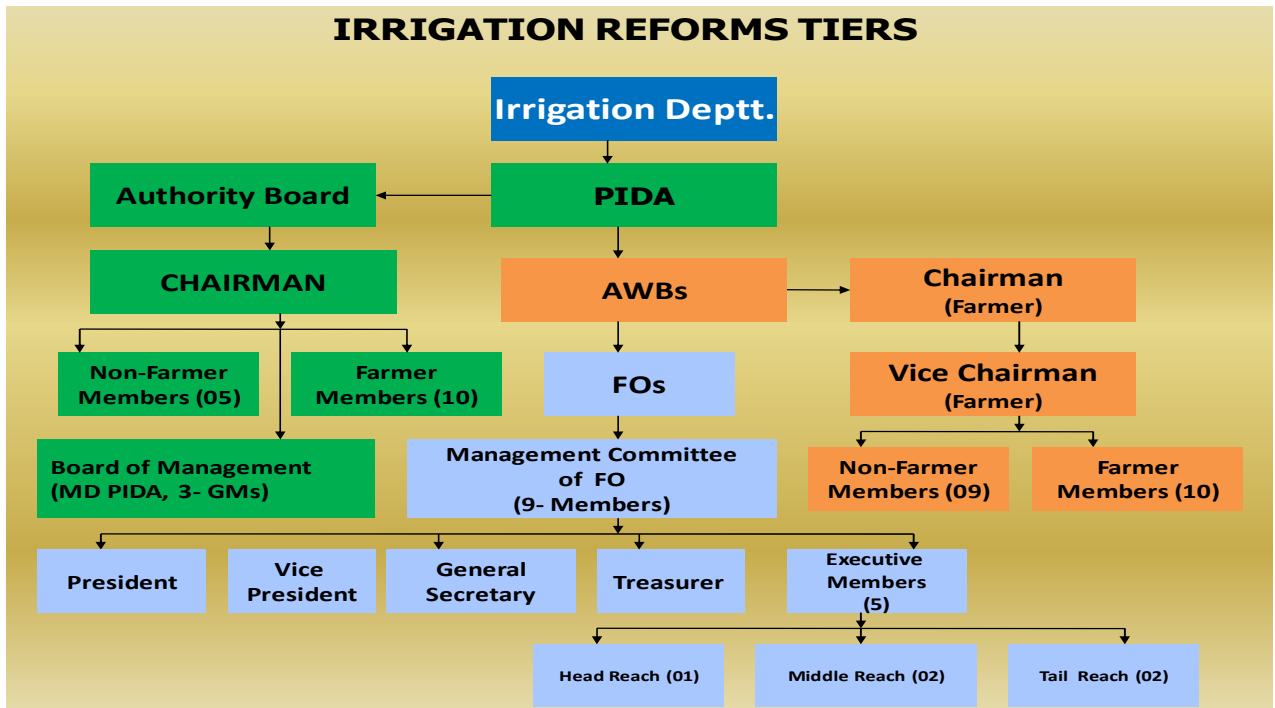 IRRIGATION REFORMS TIERS
Irrigation Deptt.
Authority Board
PIDA
CHAIRMAN
AWBs
Chairman
(Farmer)
Non-Farmer
Members (05)
Farmer
Members (10)
FOs
Vice Chairman
(Farmer)
Board of Management
(MD PIDA, 3- GMs)
Management Committee
of FO
(9- Members)
Non-Farmer
Members (09)
Farmer
Members (10)
President
Vice
President
General
Secretary
Treasurer
Executive
Members
(5)
Head Reach (01)
Middle Reach (02)
Tail Reach (02)